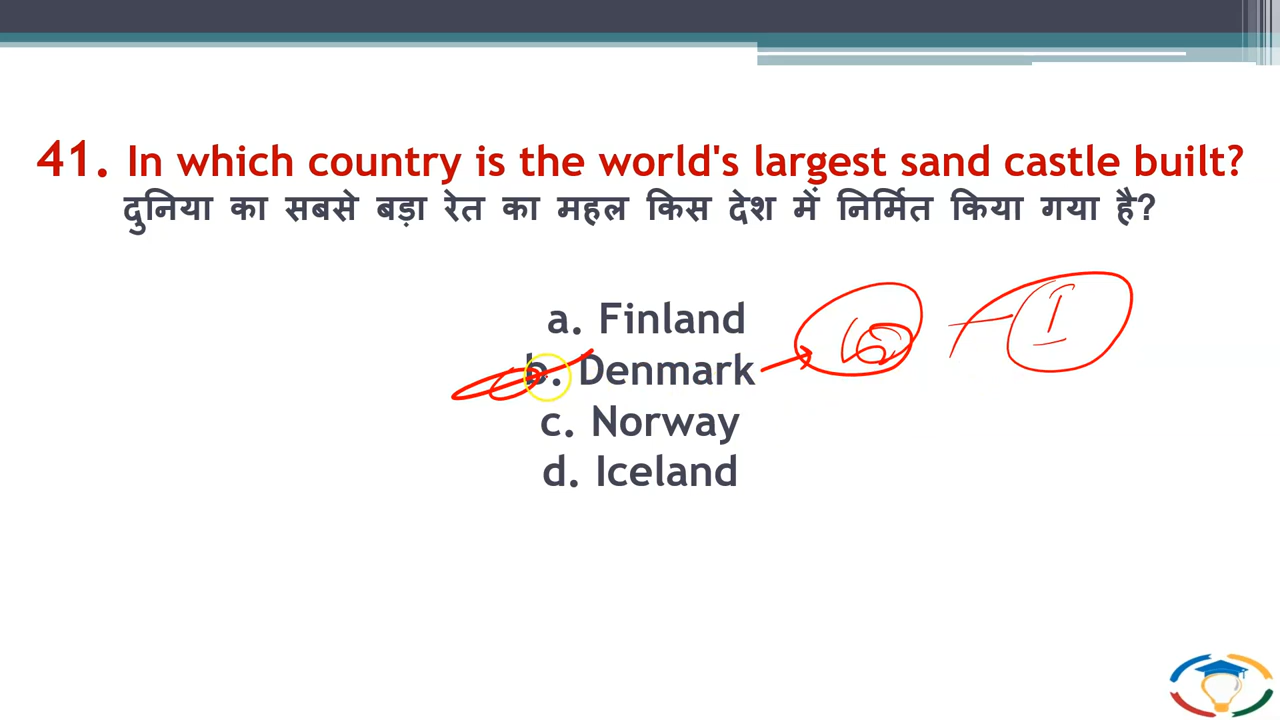 41. In which country is the world's largest sand castle built?
दुनिया का सबसे बड़ा रेत का महल किस देश में निर्मित किया गया है?
a. Finland
b. Denmark
c. Norway
d. Iceland